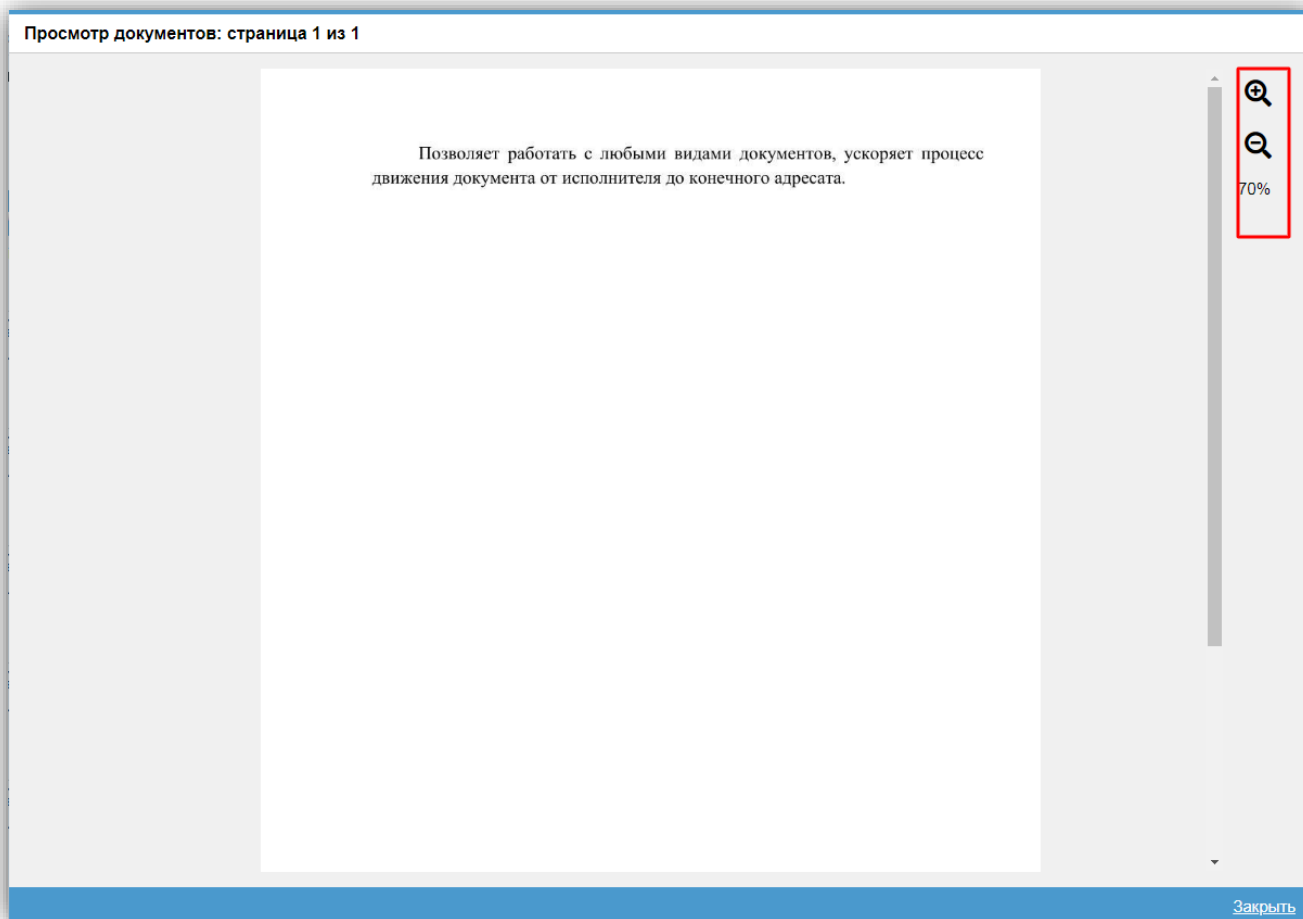 Просмотр документов: страница 1 из 1
Позволяет работать с любыми видами документов, ускоряет процесс
движения документа от исполнителя до конечного адресата.
70%
Закрыть